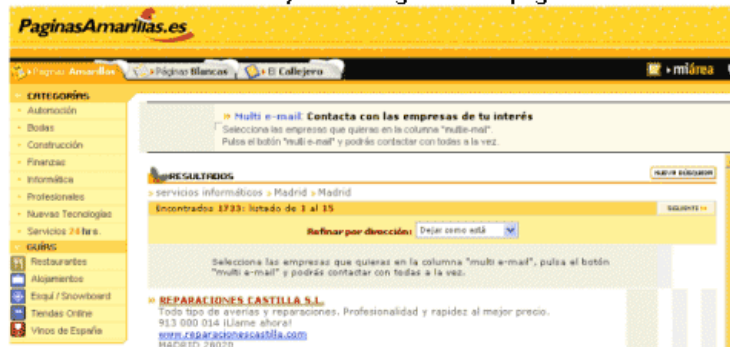 PaginasAmarillas.es
Páginas Amarillas
Páginas Blancas
El Callejero
miárea
CATEGORÍAS
Automoción
Bodas
Construcción
Finanzas
Informática
Profesionales
Nuevas Tecnologías
Servicios 24 hrs.
GUÍAS
Restaurantes
Alojamientos
Esquí / Snowboard
Tiendas Online
Vinos de España
Multi e-mail: Contacta con las empresas de tu interés
Selecciona las empresas que quieras en la columna "multi e-mail".
Pulsa el botón "multi e-mail" y podrás contactar con todas a la vez.
RESULTADOS
NUEVA BÚSQUEDA
servicios informáticos » Madrid » Madrid
Encontrados 1733: listado de 1 al 15
SIGUIENTE
Refinar por dirección: Dejar como está
Selecciona las empresas que quieras en la columna "multi e-mail", pulsa el botón
"multi e-mail" y podrás contactar con todas a la vez.
REPARACIONES CASTILLA S.L.
Todo tipo de averías y reparaciones. Profesionalidad y rapidez al mejor precio.
913 000 014 ¡Llame ahora!
www.reparacionescastilla.com
MADRID 28020